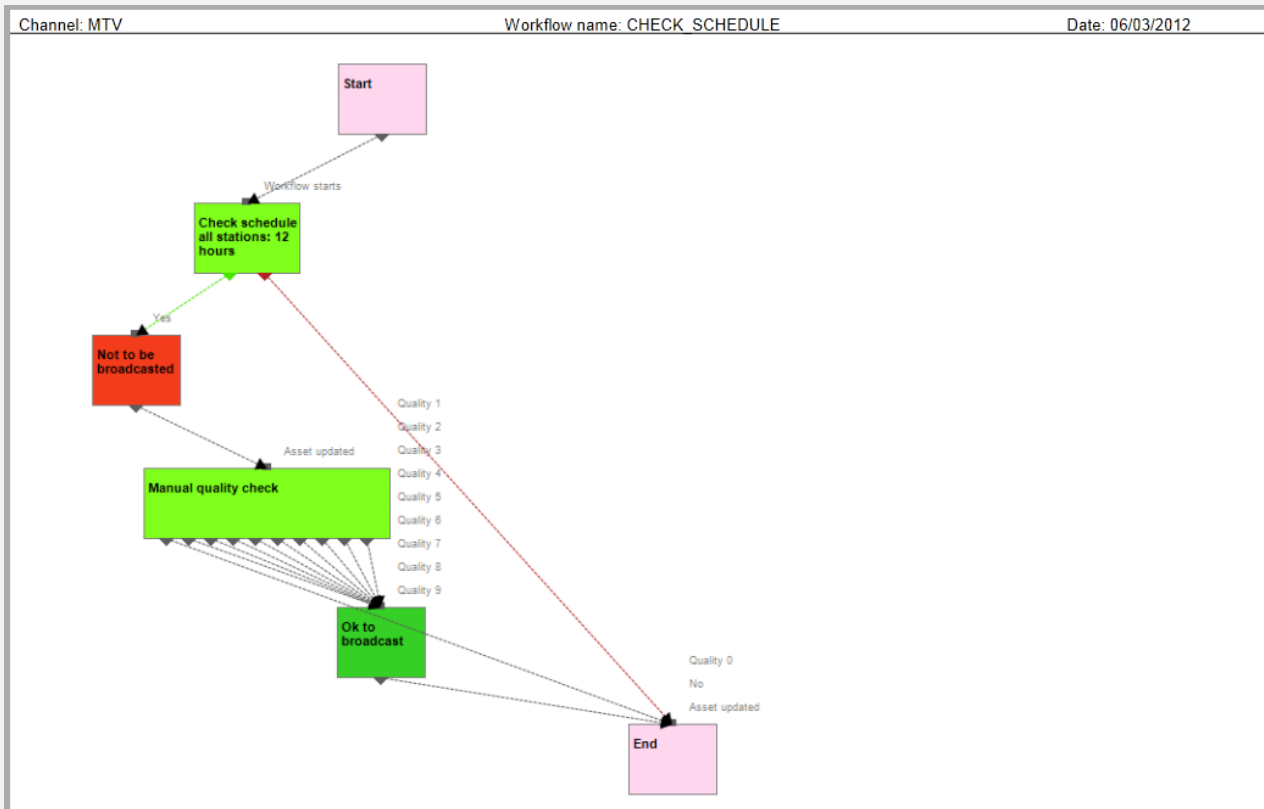 Channel: MTV
Workflow name: CHECK_SCHEDULE
Date: 06/03/2012
Start
Workflow starts
Check schedule
all stations: 12
hours
Yes
Not to be
broadcasted
Quality 1
Quality 2
Quality 3
Quality 4
Quality 5
Quality 6
Quality 7
Quality 8
Quality 9
Asset updated
Manual quality check
Ok to
broadcast
Quality 0
No
Asset updated
End